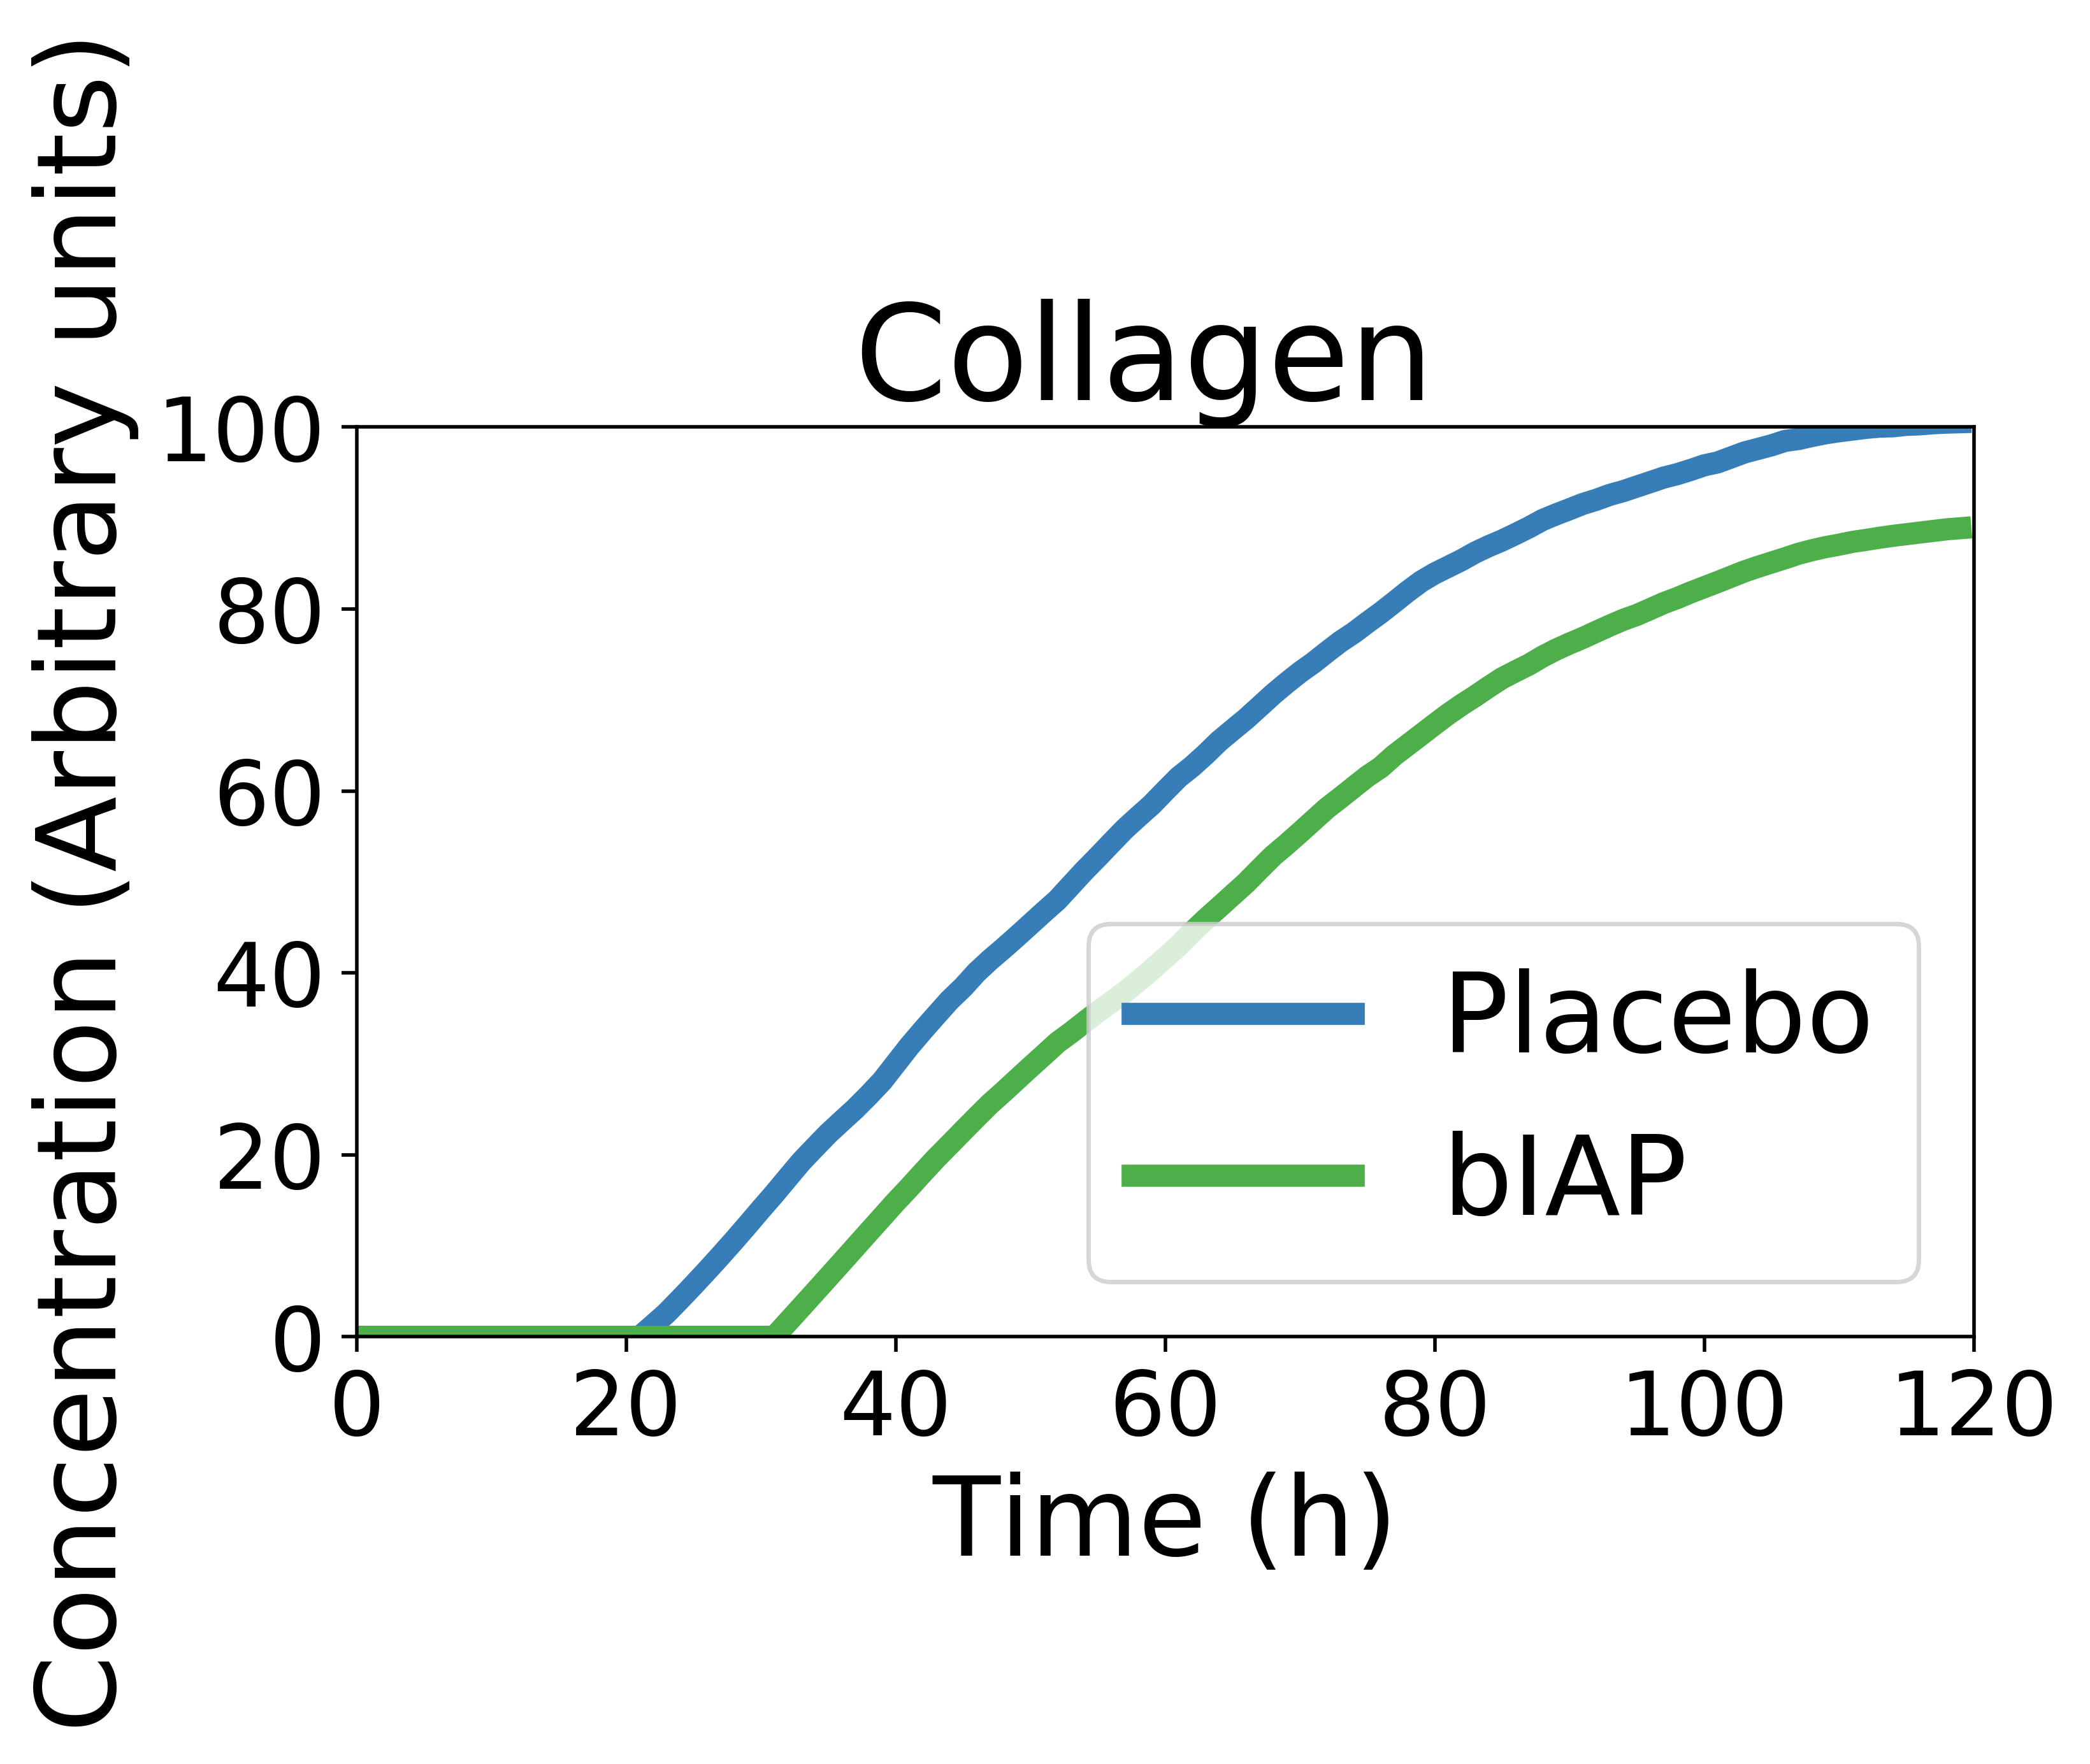 Collagen
Concentration (Arbitrary units)
100
80
60
40
20
0
0 20 40 60 80 100 120
Time (h)
Placebo
bIAP